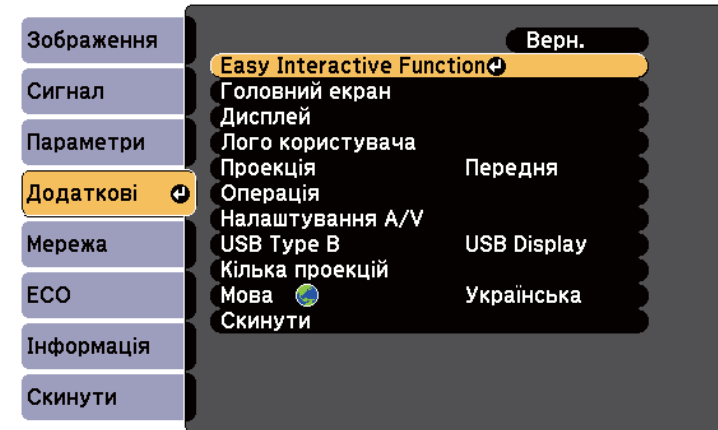 Зображення
Сигнал
Параметри
Додаткові
Мережа
ECO
Інформація
Скинути
Верн.
Easy Interactive Function
Головний екран
Дисплей
Лого користувача
Проекція Передня
Операція
Налаштування A/V
USB Type B USB Display
Кілька проекцій
Мова Українська
Скинути